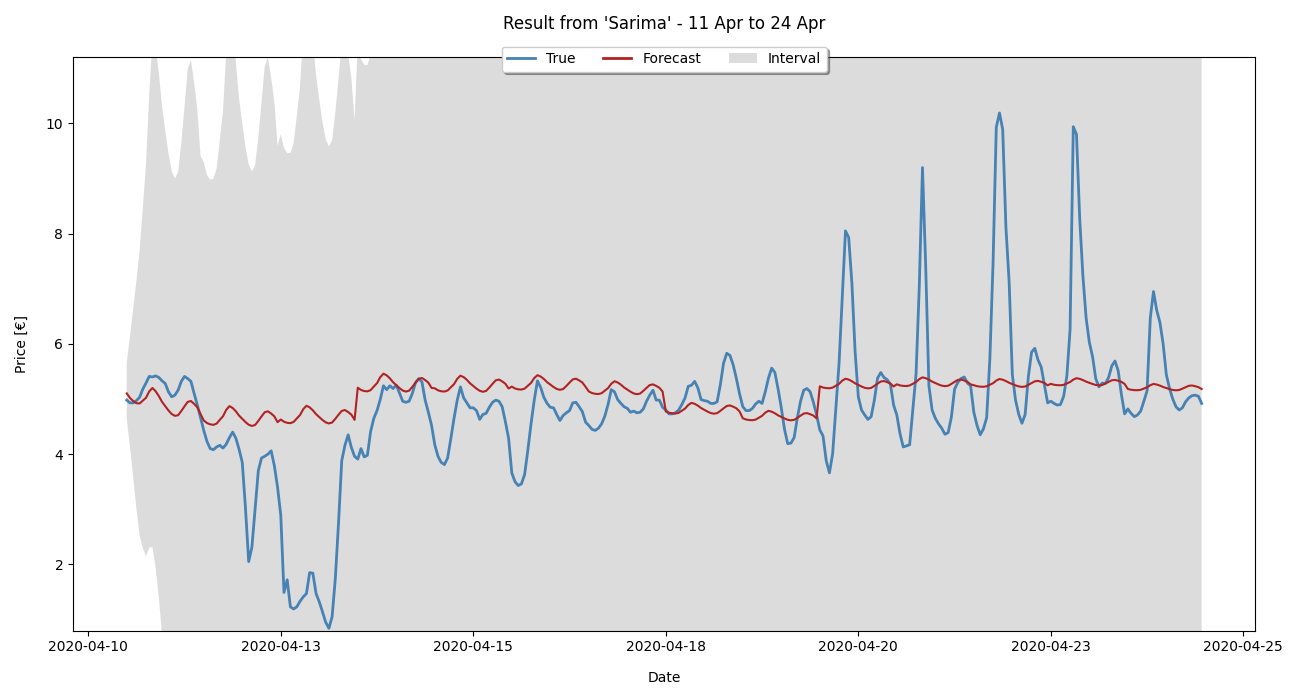 Result from 'Sarima' - 11 Apr to 24 Apr
True Forecast Interval
Price [€]
10
8
6
4
2
2020-04-10 2020-04-13 2020-04-15 2020-04-18 2020-04-20 2020-04-23 2020-04-25
Date